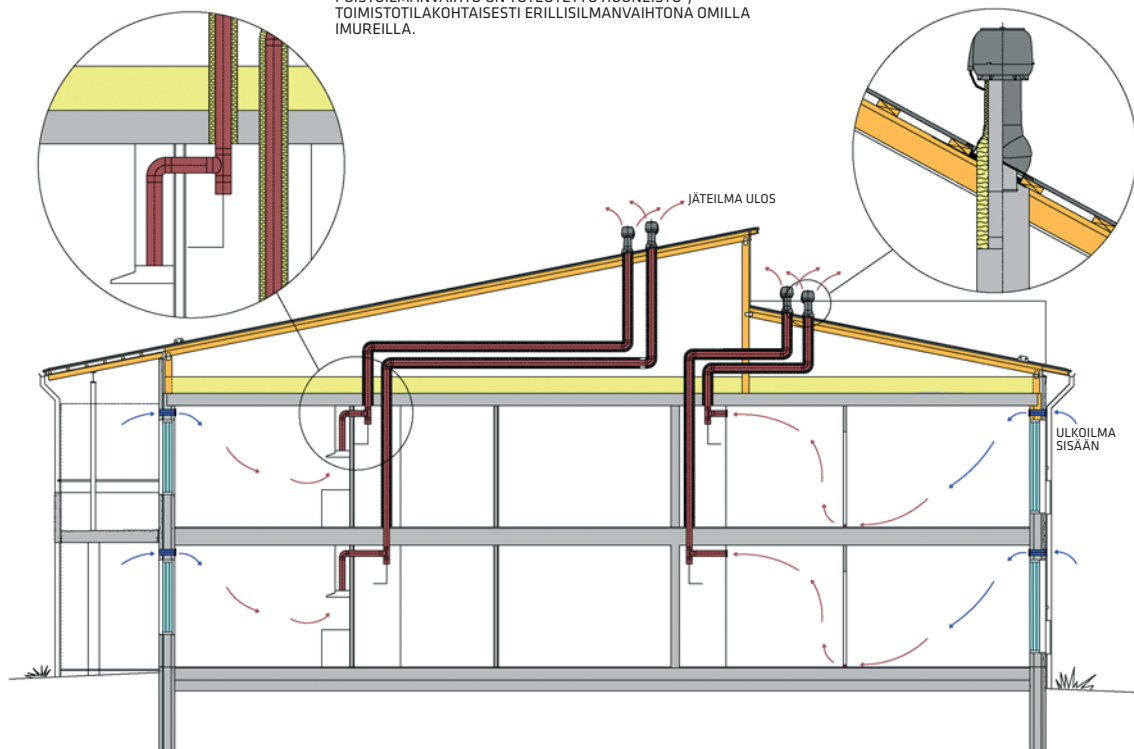 TOIMISTOTILAKOHTAISESTI ERILLISILMANVAIHTONA OMILLA
IMUREILLA.
JÄTEILMA ULOS
ULKOILMA
SISÄÄN